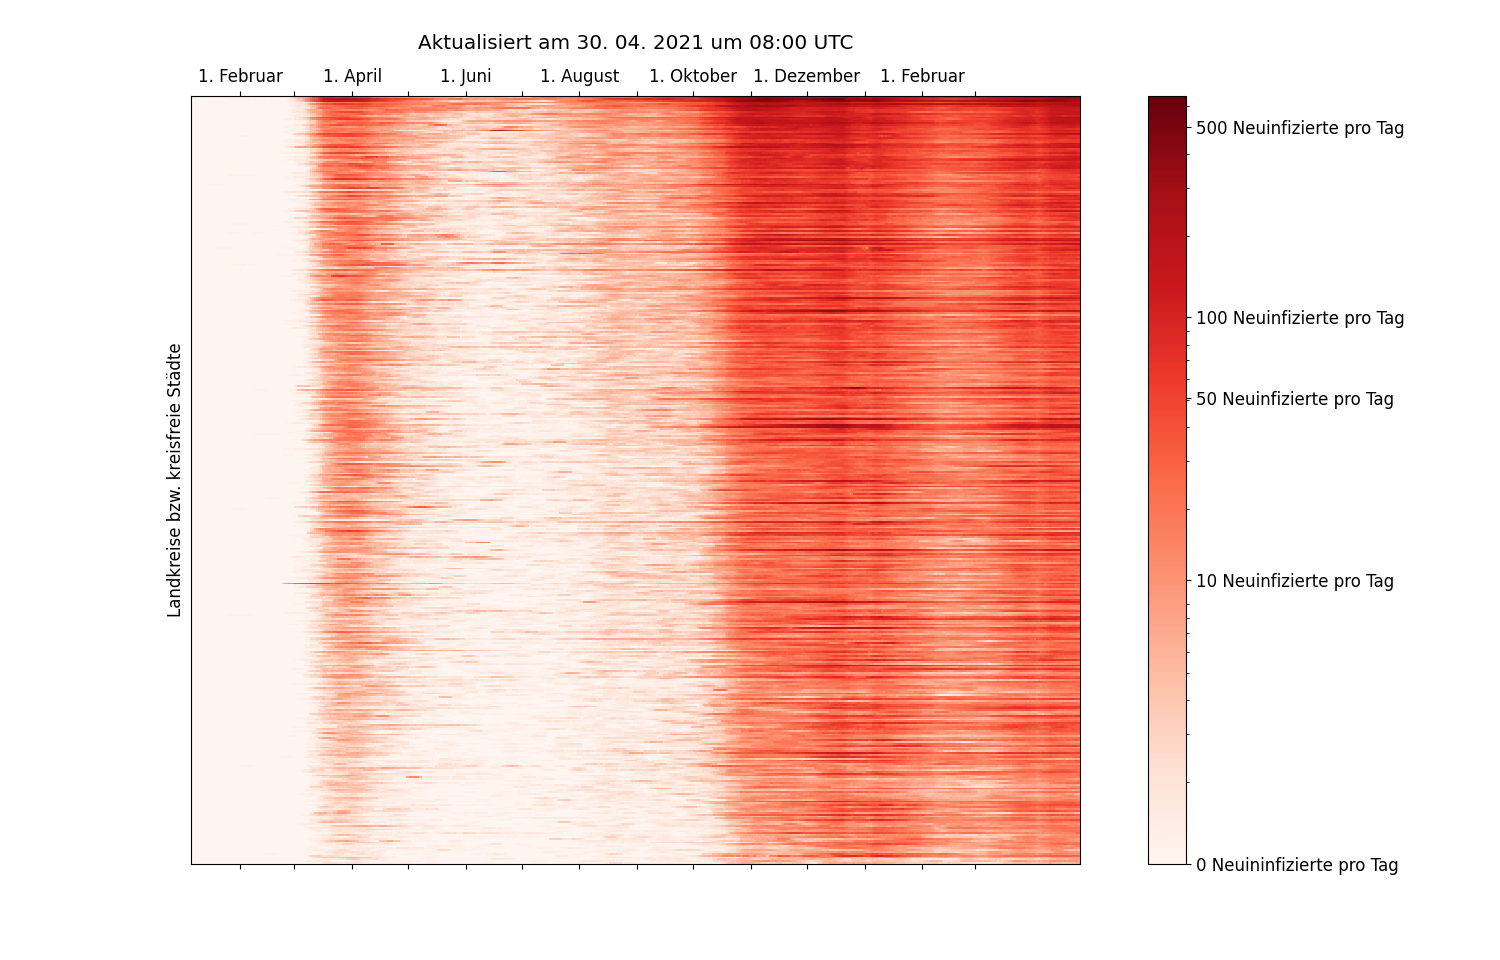 Aktualisiert am 30. 04. 2021 um 08:00 UTC
1. Februar 1. April 1. Juni 1. August 1. Oktober 1. Dezember 1. Februar
Landkreise bzw. kreisfreie Städte
500 Neuinfizierte pro Tag
100 Neuinfizierte pro Tag
50 Neuinfizierte pro Tag
10 Neuinfizierte pro Tag
0 Neuininfizierte pro Tag